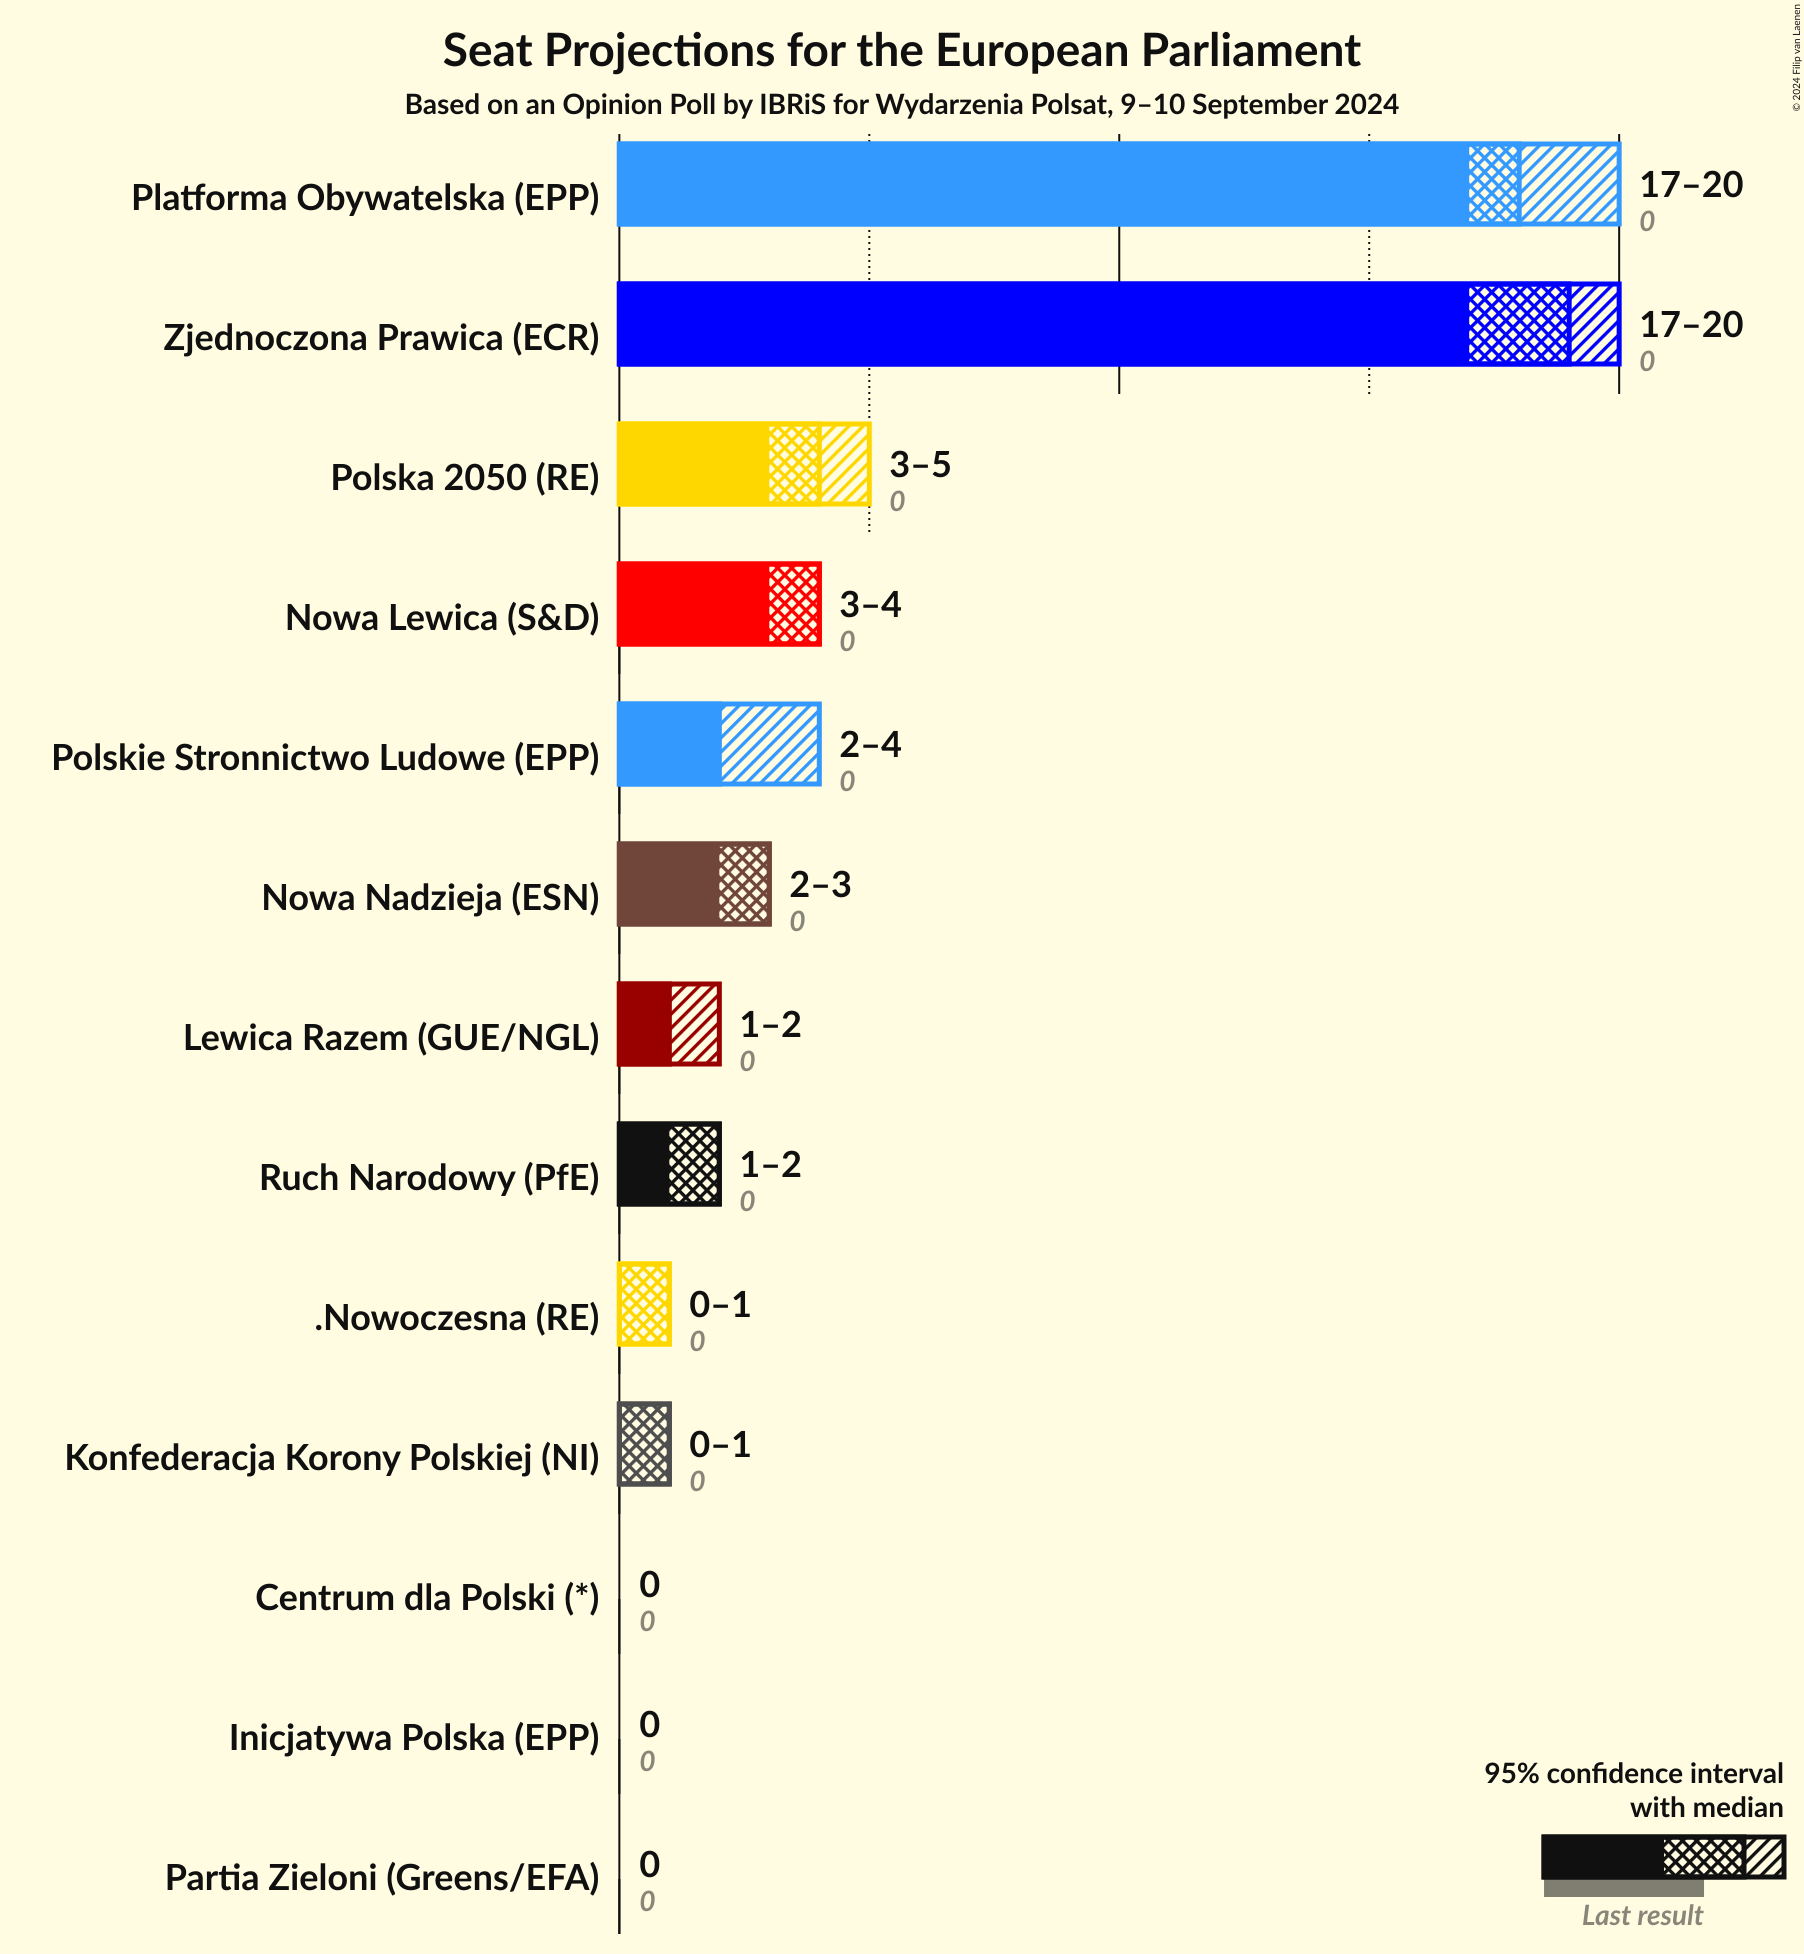 Seat Projections for the European Parliament
Based on an Opinion Poll by IBRiS for Wydarzenia Polsat, 9–10 September 2024
© 2024 Filip van Laenen
Platforma Obywatelska (EPP)
17–20
0
Zjednoczona Prawica (ECR)
17–20
0
Polska 2050 (RE)
3–5
0
Nowa Lewica (S&D)
3–4
0
Polskie Stronnictwo Ludowe (EPP)
2–4
0
Nowa Nadzieja (ESN)
2–3
0
Lewica Razem (GUE/NGL)
1–2
0
Ruch Narodowy (PfE)
1–2
0
.Nowoczesna (RE)
0–1
0
Konfederacja Korony Polskiej (NI)
0–1
0
Centrum dla Polski (*)
0
0
Inicjatywa Polska (EPP)
0
0
Partia Zieloni (Greens/EFA)
0
0
95% confidence interval
with median
Last result